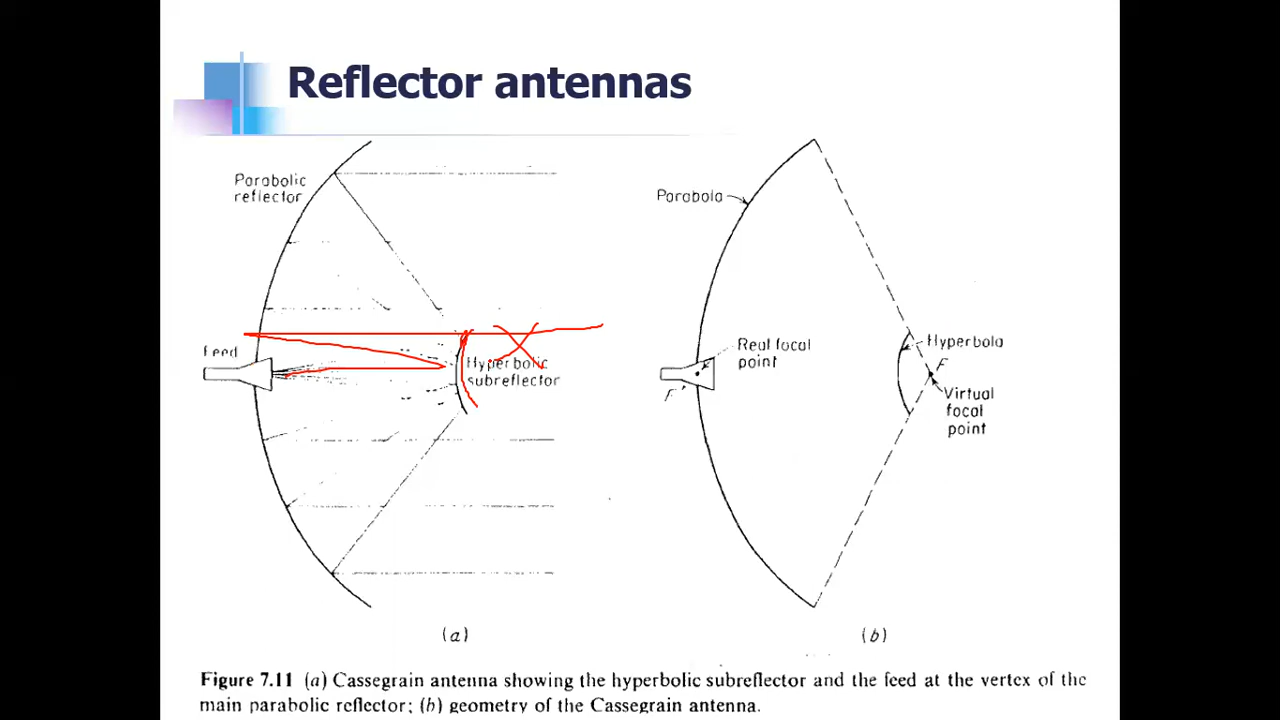 Reflector antennas
Parabolic
reflector
Feed
Hyperbolic
subreflector
(a)
Parabola
Real focal
point
Hyperbola
F
Virtual
focal
point
F
(b)
Figure 7.11 (a) Cassegrain antenna showing the hyperbolic subreflector and the feed at the vertex of the
main parabolic reflector; (b) geometry of the Cassegrain antenna.